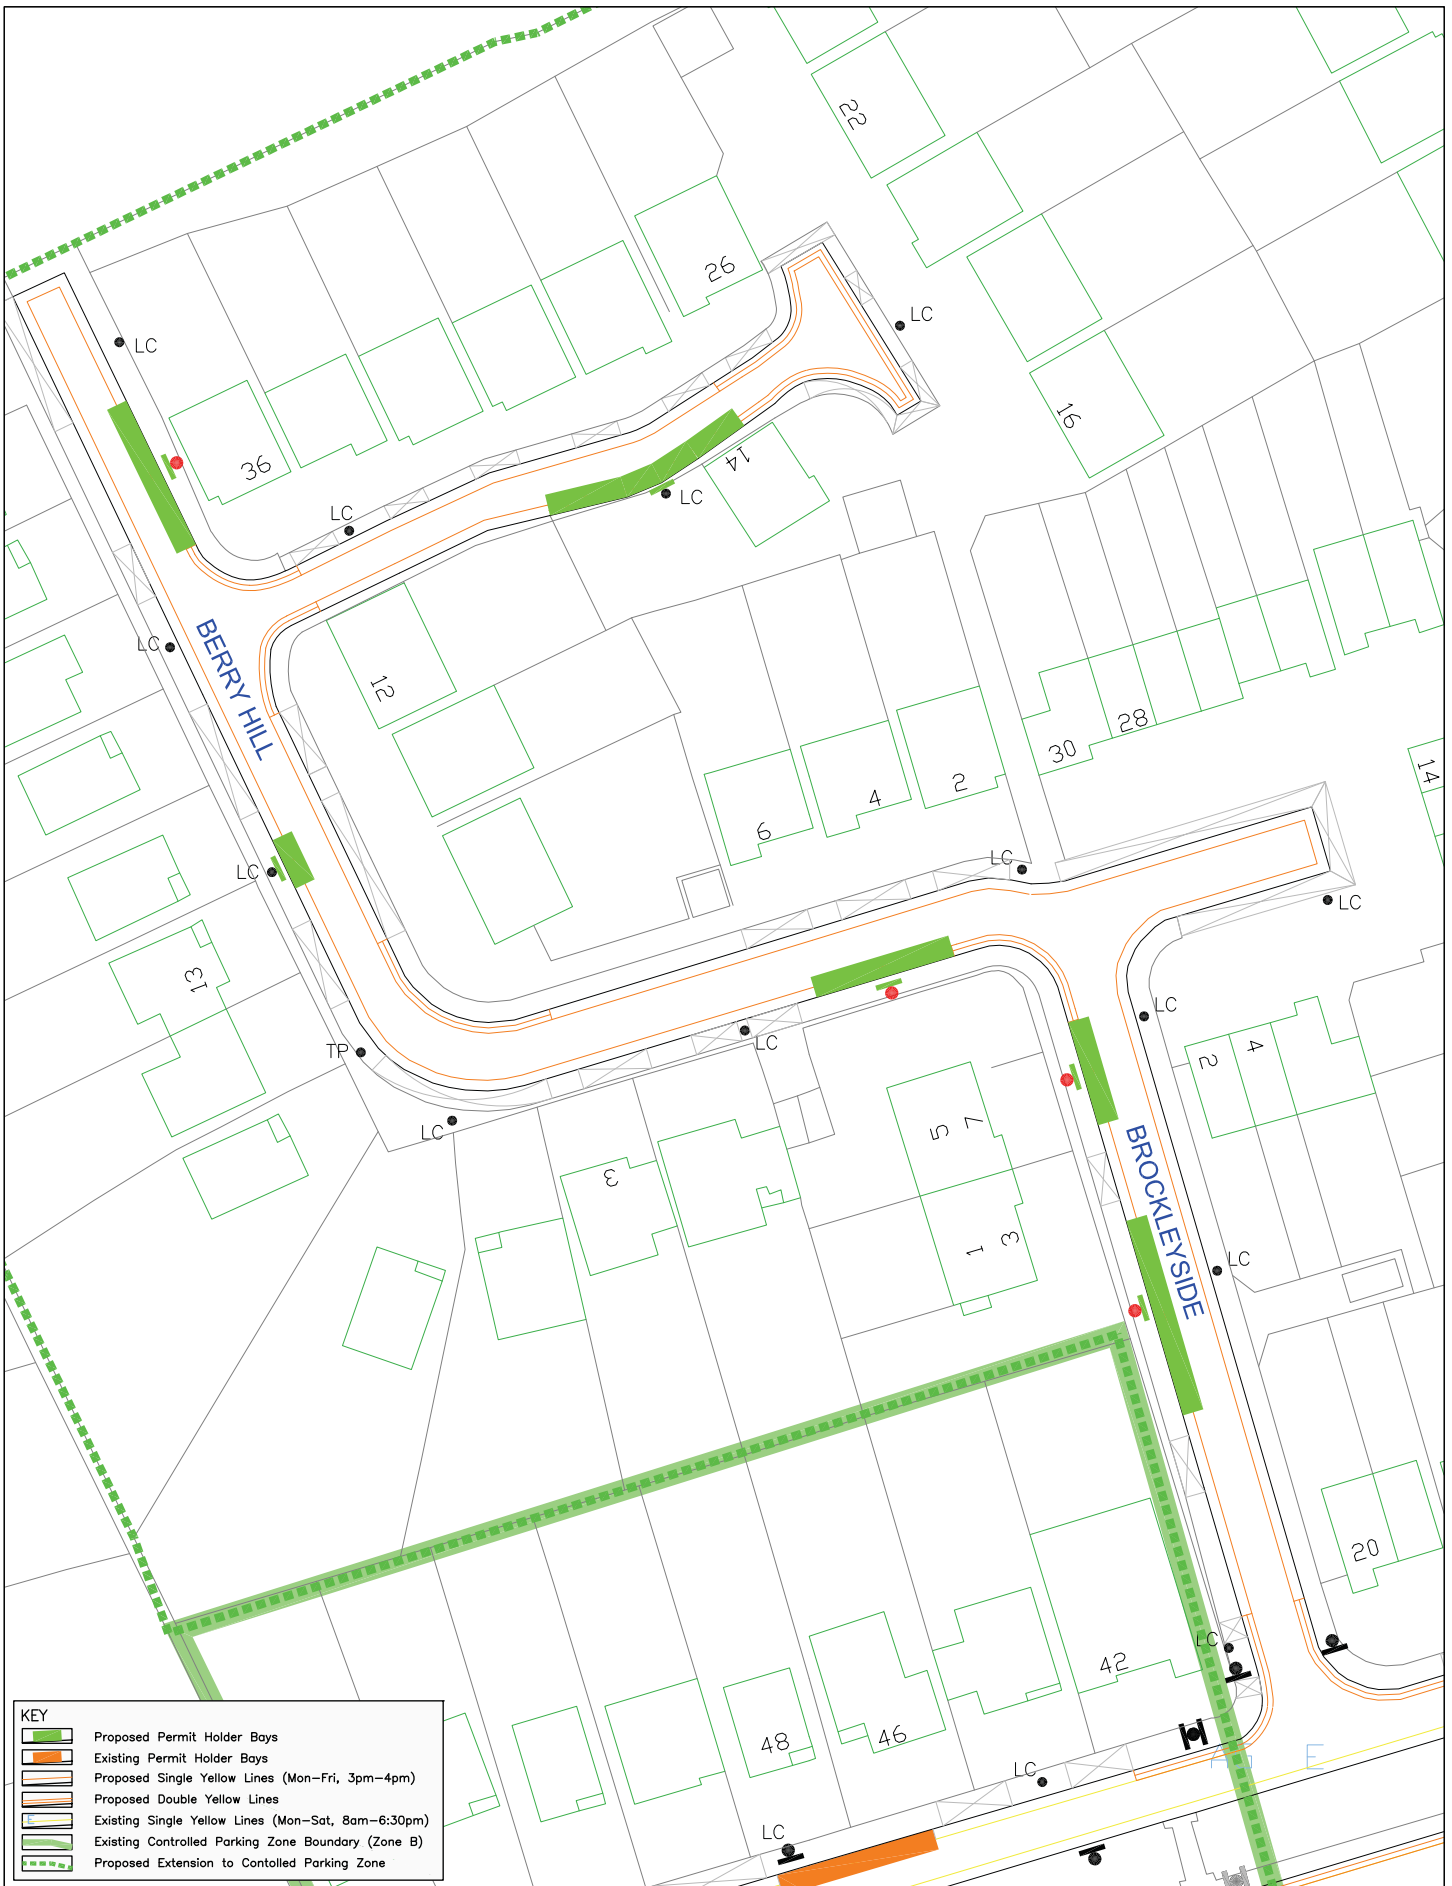 22
26
LC
LC
16
36
14
LC
LC
LC
BERRY HILL
12
28
30
14
2
4
6
LC
LC
LC
13
LC
TP
LC
LC
2
4
5
7
BROCKLEYSIDE
3
1
3
LC
20
LC
42
46
48
LC
LC
E
KEY
Proposed Permit Holder Bays
Existing Permit Holder Bays
Proposed Single Yellow Lines (Mon-Fri, 3pm-4pm)
Proposed Double Yellow Lines
E Existing Single Yellow Lines (Mon-Sat, 8am-6:30pm)
Existing Controlled Parking Zone Boundary (Zone B)
Proposed Extension to Contolled Parking Zone